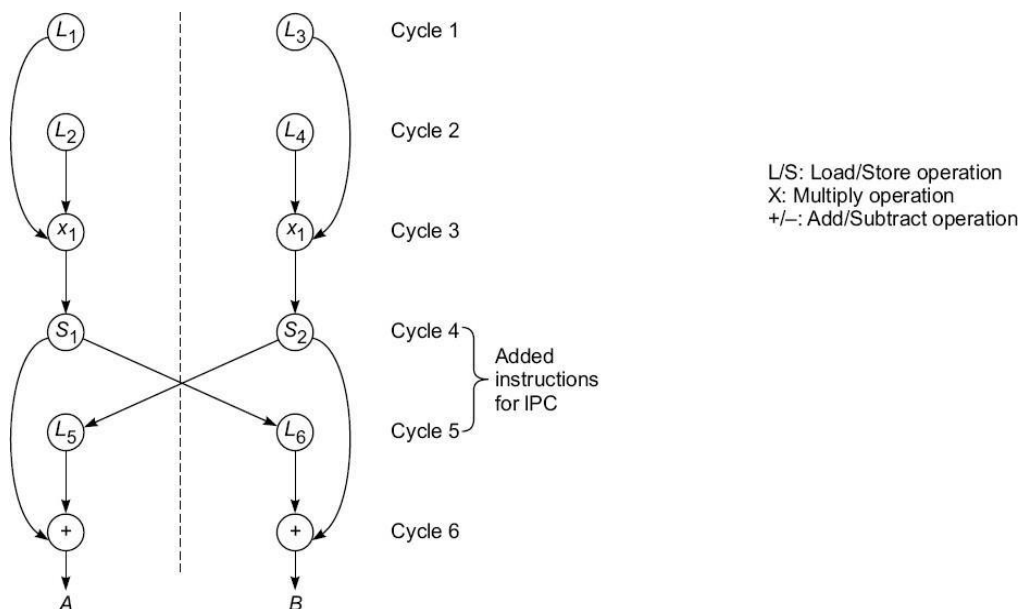 L1 L3 Cycle 1
L2 L4 Cycle 2
L/S: Load/Store operation
X: Multiply operation
+/–: Add/Subtract operation
x1 x1 Cycle 3
S1 S2 Cycle 4
Added
instructions
for IPC
L5 L6 Cycle 5
+ + Cycle 6
A B